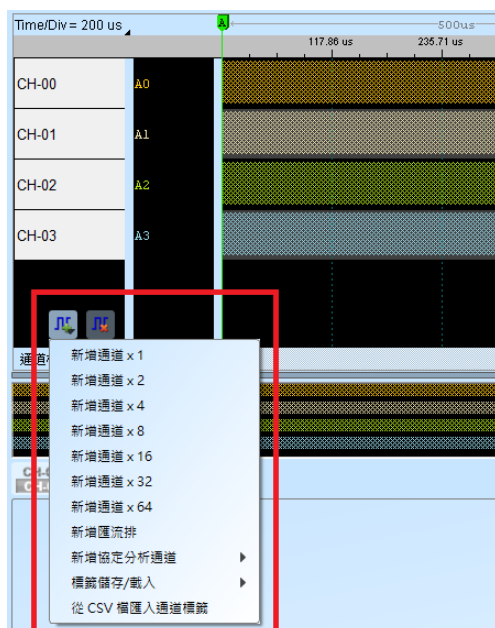 Time/Div = 200 us
A
500us
117.86 us
235.71 us
CH-00
A0
CH-01
A1
CH-02
A2
CH-03
A3
通道
新增通道 x 1
新增通道 x 2
新增通道 x 4
新增通道 x 8
新增通道 x 16
新增通道 x 32
新增通道 x 64
新增匯流排
新增協定分析通道
標籤儲存/載入
從 CSV 檔匯入通道標籤